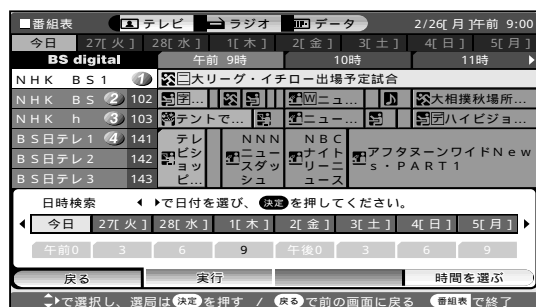 ■番組表 テレビ ラジオ データ 2/26[ 月 ]午前 9:00
今日 27[ 火 ] 28[ 水 ] 1[ 木 ] 2[ 金 ] 3[ 土 ] 4[ 日 ] 5[ 月 ]
BS digital 午前 9時 10時 11時
NHK BS1 1 大リーグ・イチロー出場予定試合
NHK BS 2 102 字... W ニュ... 大相撲秋場所...
NHK h 3 103 テントで... ニュー... 字ハイビジョ...
BS日テレ1 4 141 テレビショッピ... NNNニュースダッシュ NBCナイトリーニュース アフタヌーンワイドNews・PART1
BS日テレ2 142
BS日テレ3 143
日時検索 ◀ ▶で日付を選び、決定を押してください。
今日 27[ 火 ] 28[ 水 ] 1[ 木 ] 2[ 金 ] 3[ 土 ] 4[ 日 ] 5[ 月 ]
午前0 3 6 9 午後0 3 6 9
戻る 実行 時間を選ぶ
で選択し、選局は 決定 を押す / 戻る で前の画面に戻る 番組表 で終了